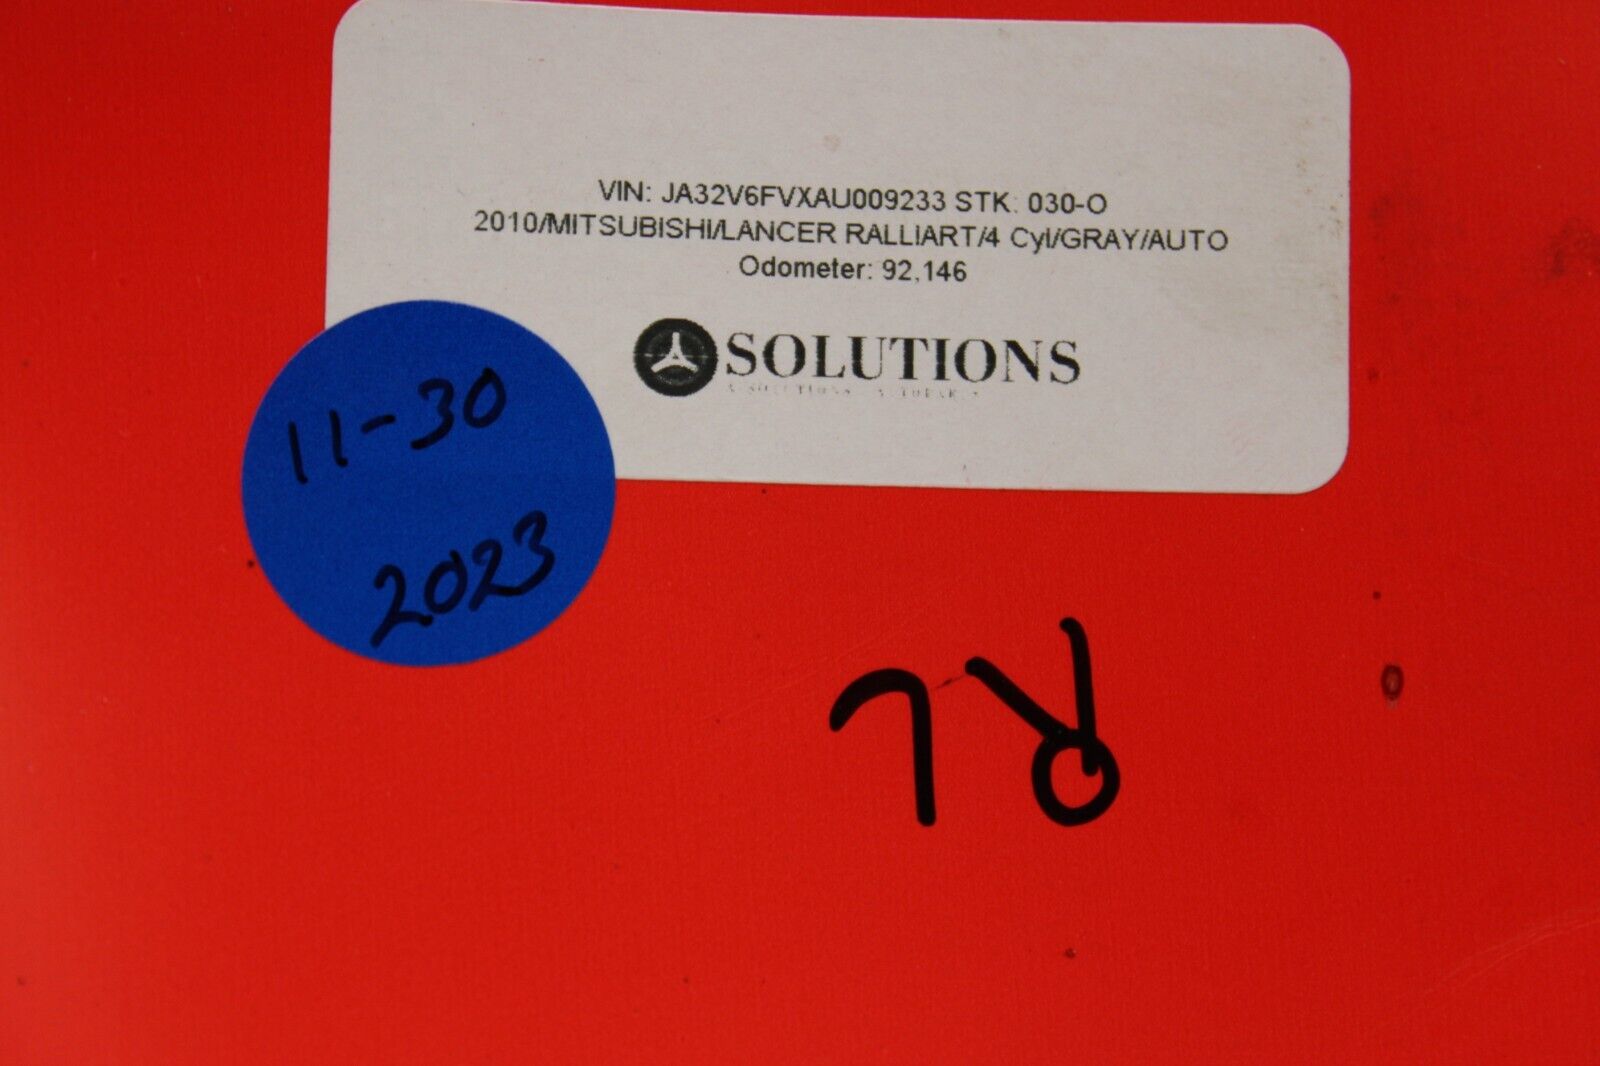 VIN: JA32V6FVXAU009233 STK: 030-O
2010/MITSUBISHI/LANCER RALLIART/4 Cyl/GRAY/AUTO
Odometer: 92,146
SOLUTIONS
11-30
2023
RL